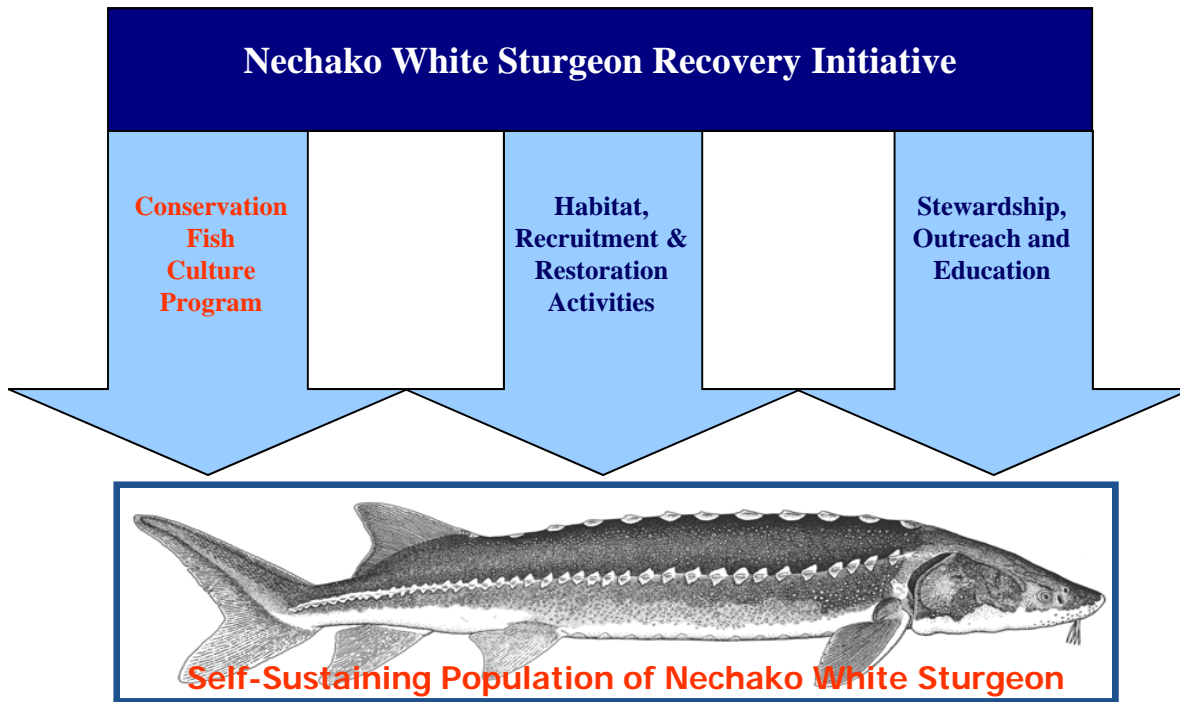 Nechako White Sturgeon Recovery Initiative
Conservation
Fish
Culture
Program
Habitat,
Recruitment &
Restoration
Activities
Stewardship,
Outreach and
Education
Self-Sustaining Population of Nechako White Sturgeon